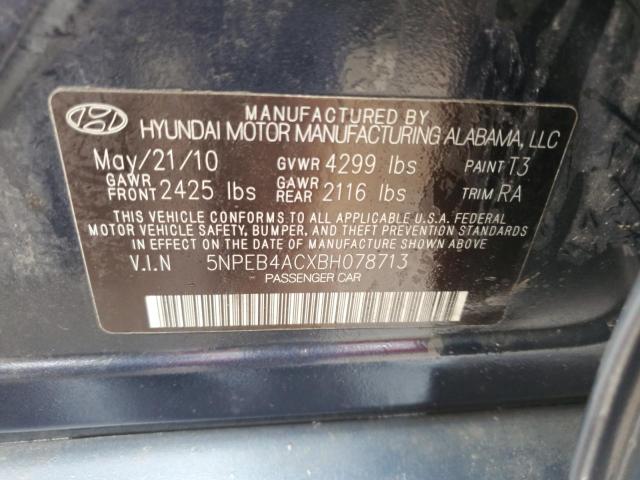 MANUFACTURED BY
HYUNDAI MOTOR MANUFACTURING ALABAMA, LLC
May/21/10 GVWR 4299 lbs PAINT T3
GAWR FRONT 2425 lbs GAWR REAR 2116 lbs TRIM RA
THIS VEHICLE CONFORMS TO ALL APPLICABLE U.S.A. FEDERAL
MOTOR VEHICLE SAFETY, BUMPER, AND THEFT PREVENTION STANDARDS
IN EFFECT ON THE DATE OF MANUFACTURE SHOWN ABOVE.
V.I.N 5NPEB4ACXBH078713
PASSENGER CAR